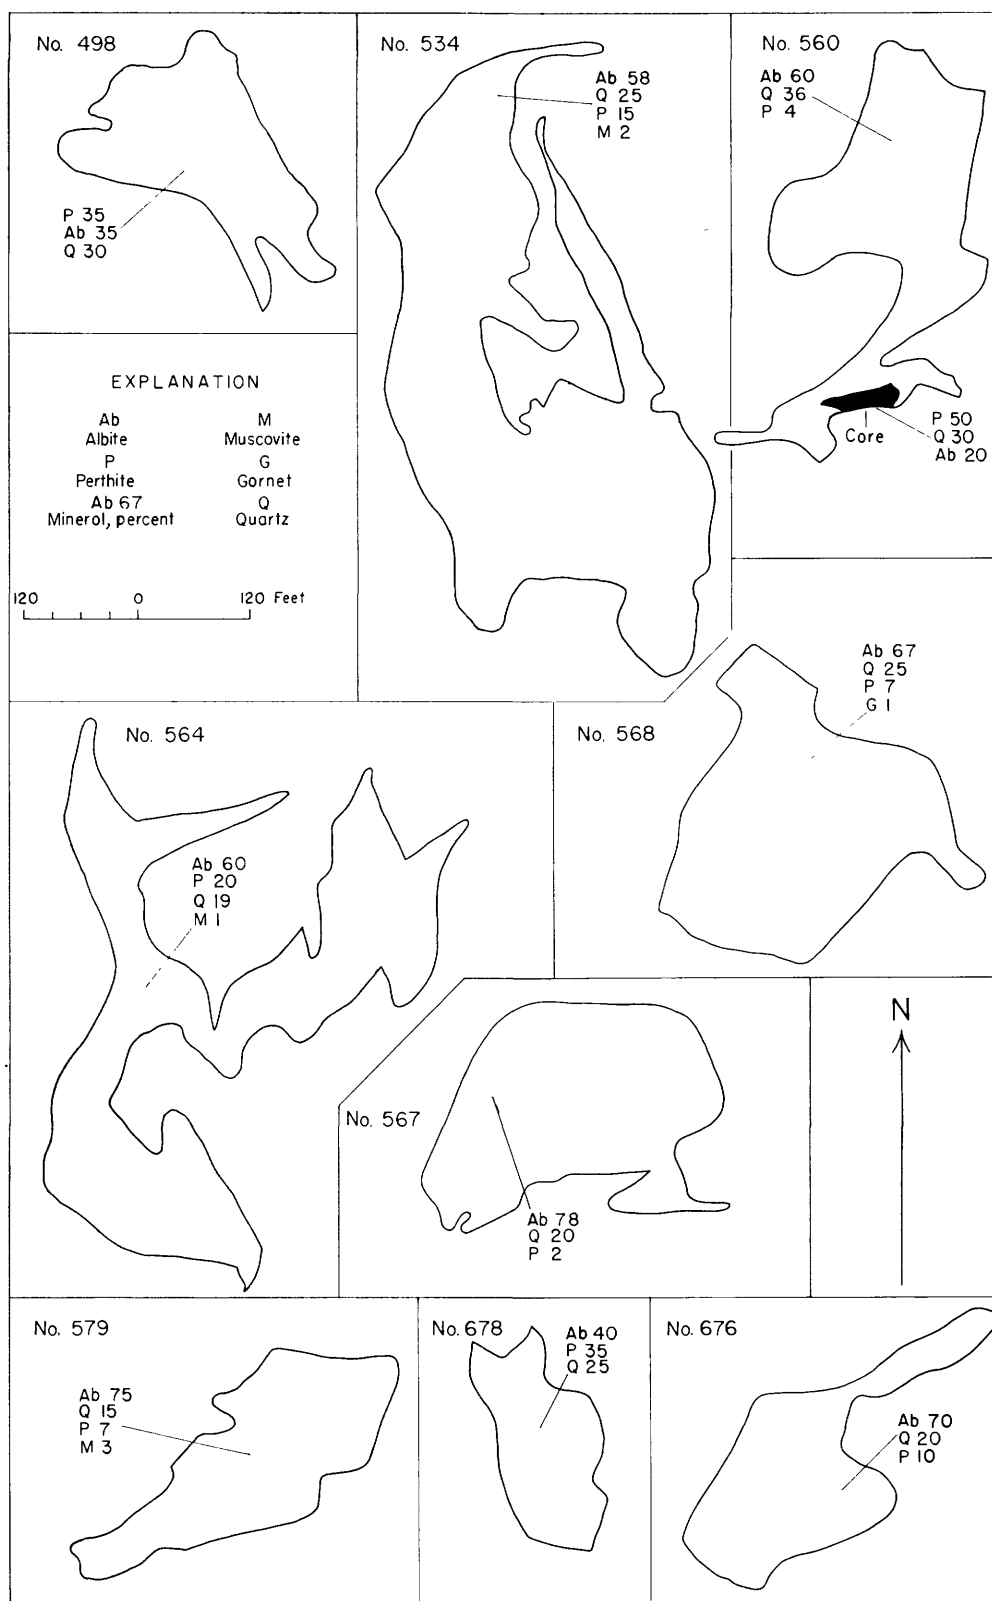 No. 498
P 35
Ab 35
Q 30
No. 534
Ab 58
Q 25
P 15
M 2
No. 560
Ab 60
Q 36
P 4
Core
P 50
Q 30
Ab 20
EXPLANATION
Ab M
Albite Muscovite
P G
Perthite Gornet
Ab 67 Q
Minerol, percent Quartz
120 0 120 Feet
No. 564
Ab 60
P 20
Q 19
M 1
No. 568
Ab 67
Q 25
P 7
G 1
No. 567
Ab 78
Q 20
P 2
N
No. 579
Ab 75
Q 15
P 7
M 3
No. 678
Ab 40
P 35
Q 25
No. 676
Ab 70
Q 20
P 10